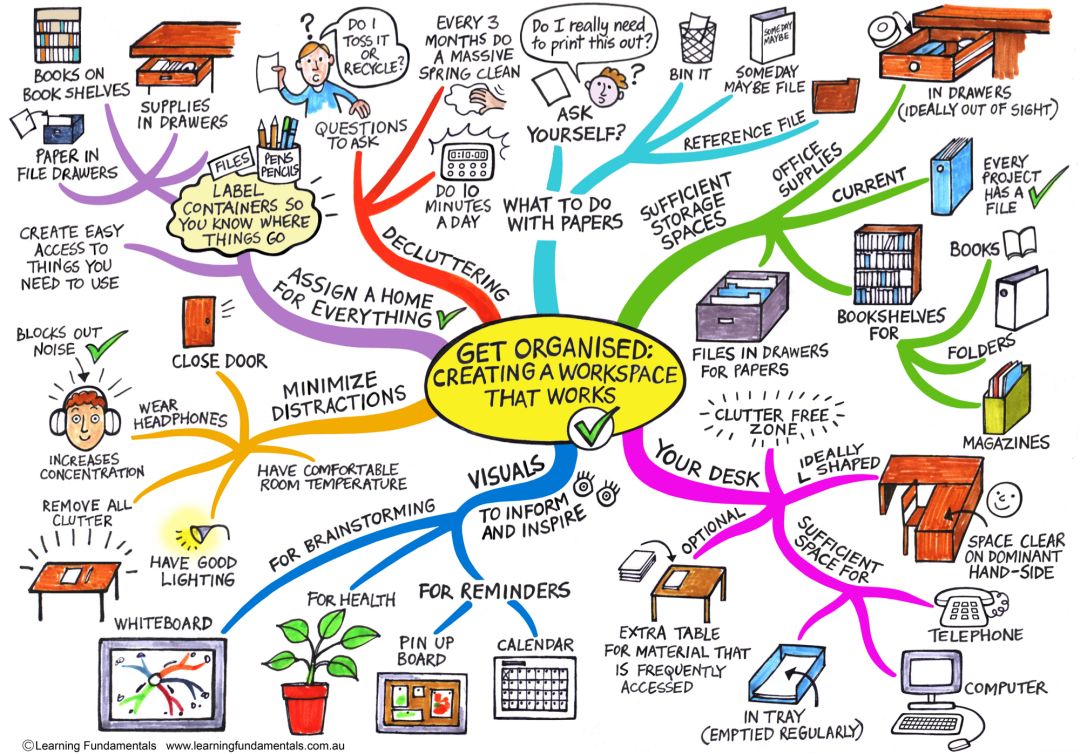 GET ORGANISED:
CREATING A WORKSPACE
THAT WORKS
ASSIGN A HOME
FOR EVERYTHING
BOOKS ON
BOOK SHELVES
SUPPLIES
IN DRAWERS
PAPER IN
FILE DRAWERS
FILES
PENS
PENCILS
LABEL
CONTAINERS SO
YOU KNOW WHERE
THINGS GO
CREATE EASY
ACCESS TO
THINGS YOU
NEED TO USE
DECLUTTERING
?
DO I
TOSS IT
OR
RECYCLE?
QUESTIONS
TO ASK
EVERY 3
MONTHS DO
A MASSIVE
SPRING CLEAN
10:00
DO 10
MINUTES
A DAY
WHAT TO DO
WITH PAPERS
Do I really need
to print this out?
?
ASK
YOURSELF?
BIN IT
SOMEDAY
MAYBE
SOMEDAY
MAYBE FILE
REFERENCE FILE
SUFFICIENT
STORAGE
SPACES
OFFICE
SUPPLIES
IN DRAWERS
(IDEALLY OUT OF SIGHT)
CURRENT
EVERY
PROJECT
HAS A
FILE
BOOKSHELVES
FOR
BOOKS
FOLDERS
MAGAZINES
FILES IN DRAWERS
FOR PAPERS
YOUR DESK
CLUTTER FREE
ZONE
IDEALLY
L SHAPED
SPACE CLEAR
ON DOMINANT
HAND-SIDE
SUFFICIENT
SPACE FOR
TELEPHONE
COMPUTER
IN TRAY
(EMPTIED REGULARLY)
OPTIONAL
EXTRA TABLE
FOR MATERIAL THAT
IS FREQUENTLY
ACCESSED
VISUALS
TO INFORM
AND INSPIRE
FOR BRAINSTORMING
WHITEBOARD
FOR HEALTH
FOR REMINDERS
PIN UP
BOARD
CALENDAR
MINIMIZE
DISTRACTIONS
CLOSE DOOR
BLOCKS OUT
NOISE
WEAR
HEADPHONES
INCREASES
CONCENTRATION
HAVE COMFORTABLE
ROOM TEMPERATURE
REMOVE ALL
CLUTTER
HAVE GOOD
LIGHTING
©Learning Fundamentals www.learningfundamentals.com.au